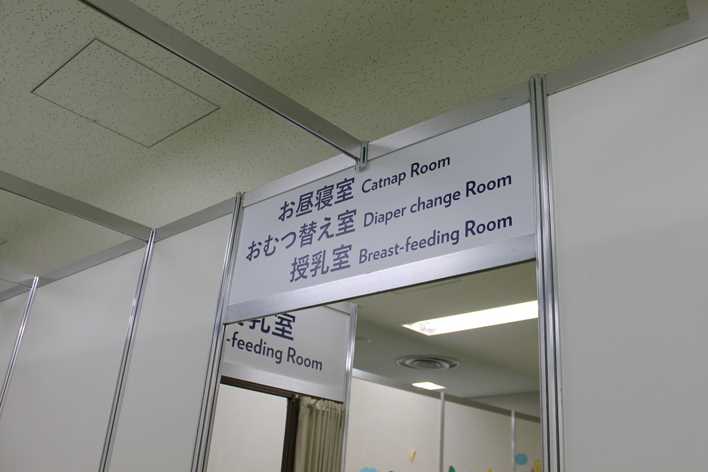 お昼寝室 Catnap Room
おむつ替え室 Diaper change Room
授乳室 Breast-feeding Room
乳室
-feeding Room